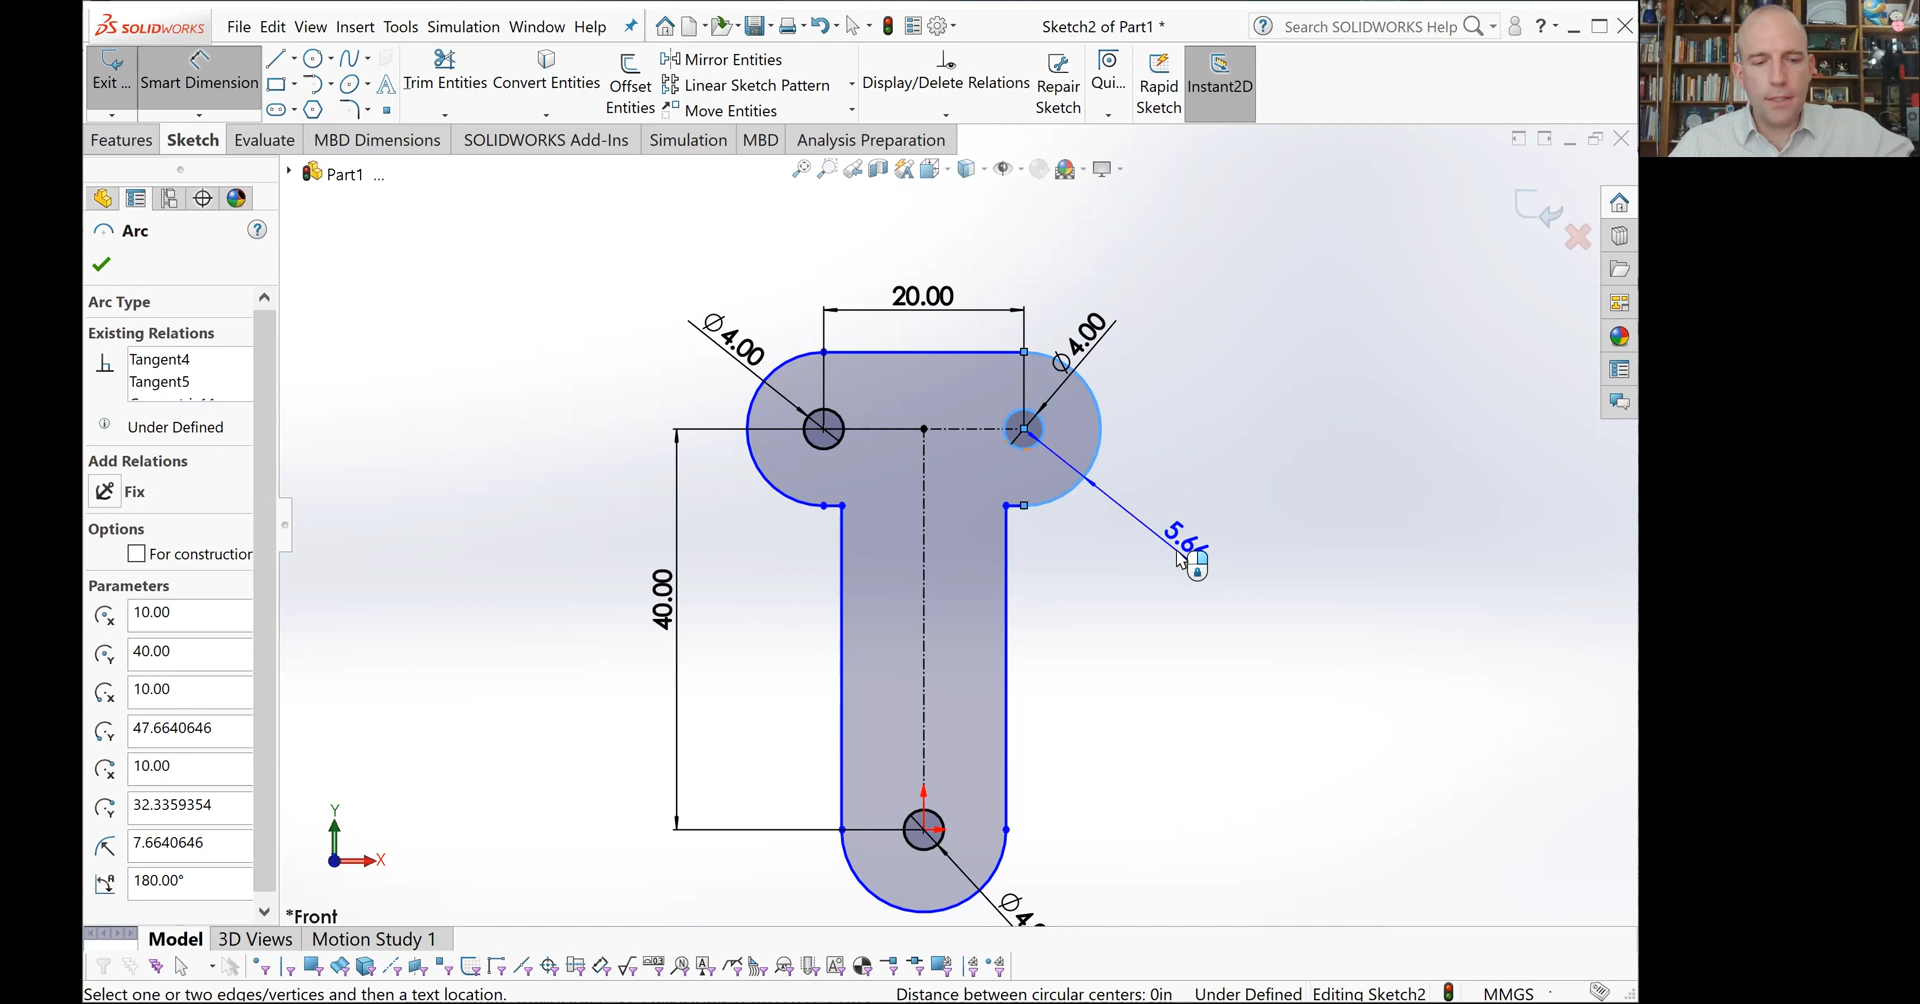 SOLIDWORKS
File Edit View Insert Tools Simulation Window Help
Sketch2 of Part1 *
Search SOLIDWORKS Help
Exit ...
Smart Dimension
Trim Entities
Convert Entities
Offset Entities
Mirror Entities
Linear Sketch Pattern
Move Entities
Display/Delete Relations
Repair Sketch
Qui...
Rapid Sketch
Instant2D
Features Sketch Evaluate MBD Dimensions SOLIDWORKS Add-Ins Simulation MBD Analysis Preparation
Part1 ...
Arc
Arc Type
Existing Relations
Tangent4
Tangent5
Under Defined
Add Relations
Fix
Options
For construction
Parameters
10.00
40.00
10.00
47.6640646
10.00
32.3359354
7.6640646
180.00°
20.00
∅4.00
∅4.00
40.00
Y
X
*Front
Model 3D Views Motion Study 1
Select one or two edges/vertices and then a text location.
Distance between circular centers: 0in
Under Defined
Editing Sketch2
MMGS